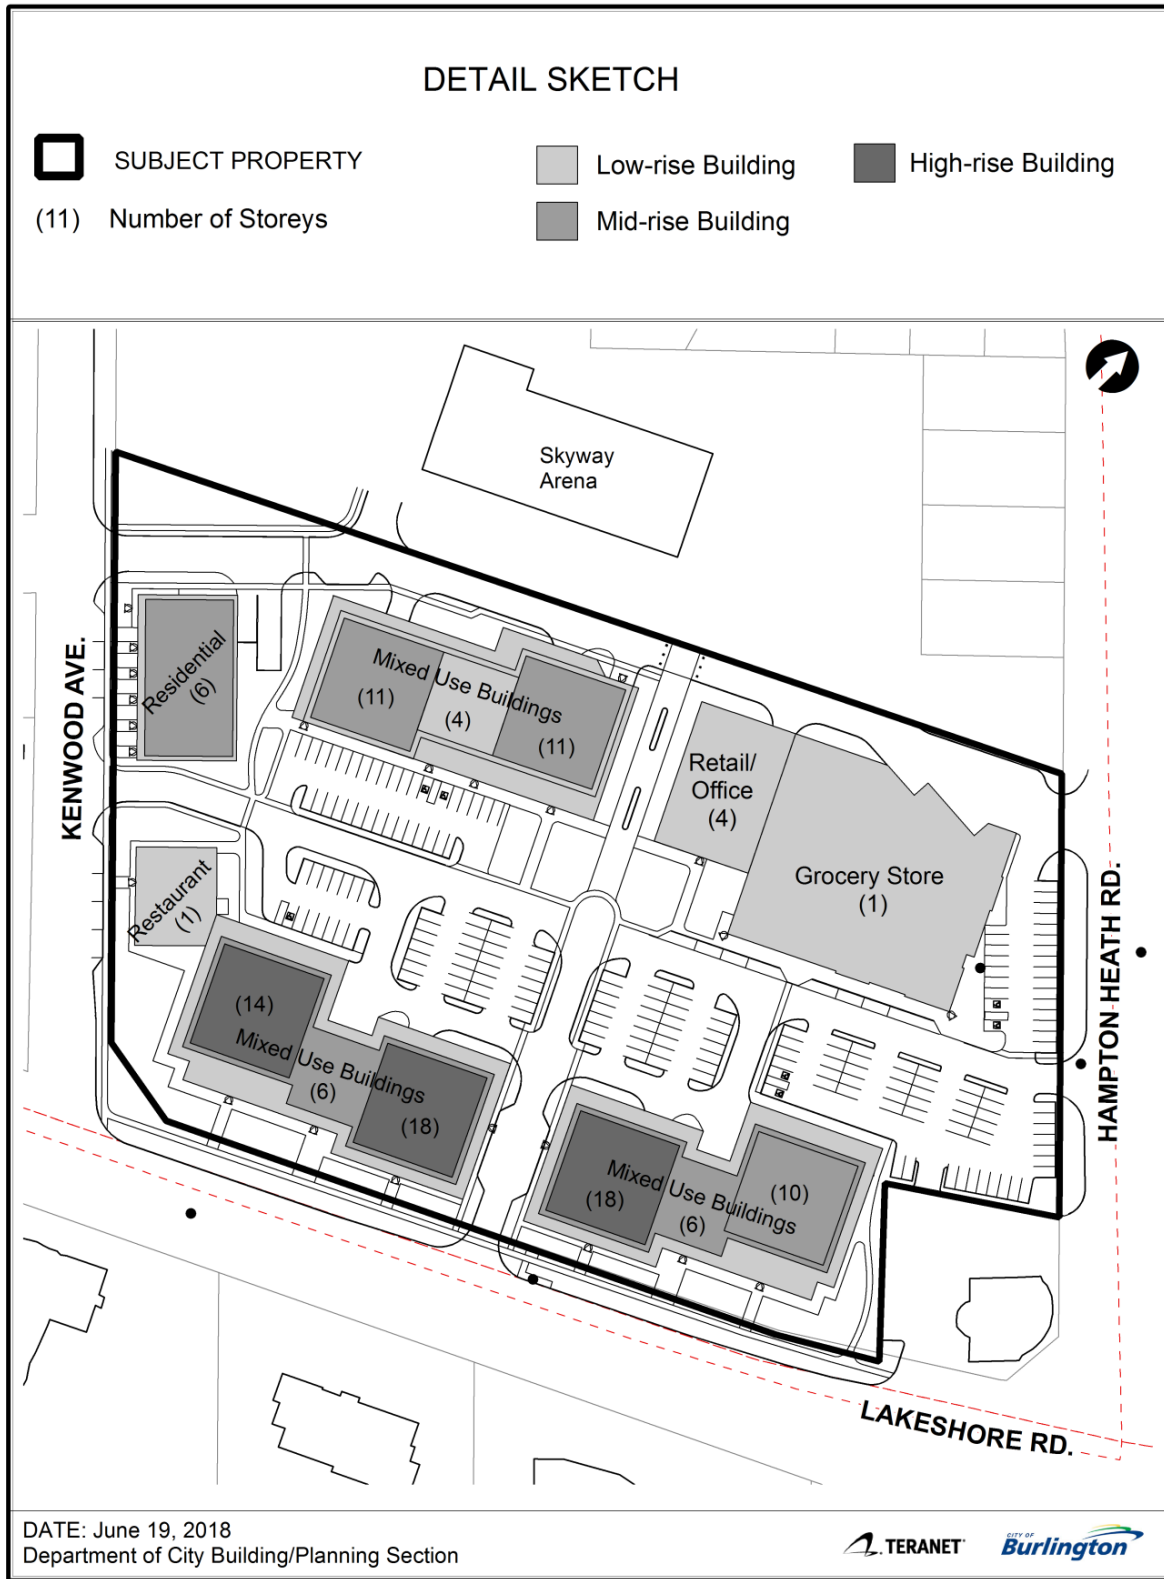 DETAIL SKETCH
SUBJECT PROPERTY
(11) Number of Storeys
Low-rise Building
Mid-rise Building
High-rise Building
Skyway
Arena
KENWOOD AVE.
Residential
(6)
Mixed Use Buildings
(11)
(4)
(11)
Retail/
Office
(4)
Grocery Store
(1)
Restaurant
(1)
(14)
Mixed Use Buildings
(6)
(18)
Mixed Use Buildings
(18)
(6)
(10)
HAMPTON HEATH RD.
LAKESHORE RD.
DATE: June 19, 2018
Department of City Building/Planning Section
TERANET
CITY OF
Burlington